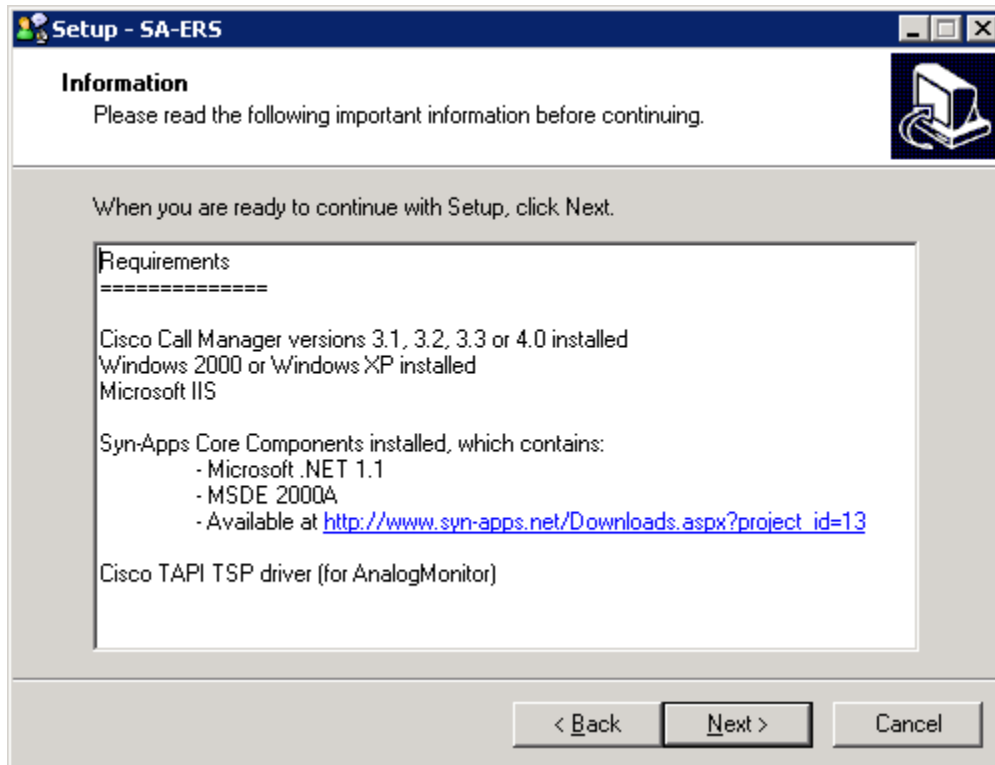 Setup - SA-ERS
Information
Please read the following important information before continuing.
When you are ready to continue with Setup, click Next.
Requirements
==============
Cisco Call Manager versions 3.1, 3.2, 3.3 or 4.0 installed
Windows 2000 or Windows XP installed
Microsoft IIS
Syn-Apps Core Components installed, which contains:
- Microsoft .NET 1.1
- MSDE 2000A
- Available at http://www.syn-apps.net/Downloads.aspx?project_id=13
Cisco TAPI TSP driver (for AnalogMonitor)
< Back Next > Cancel